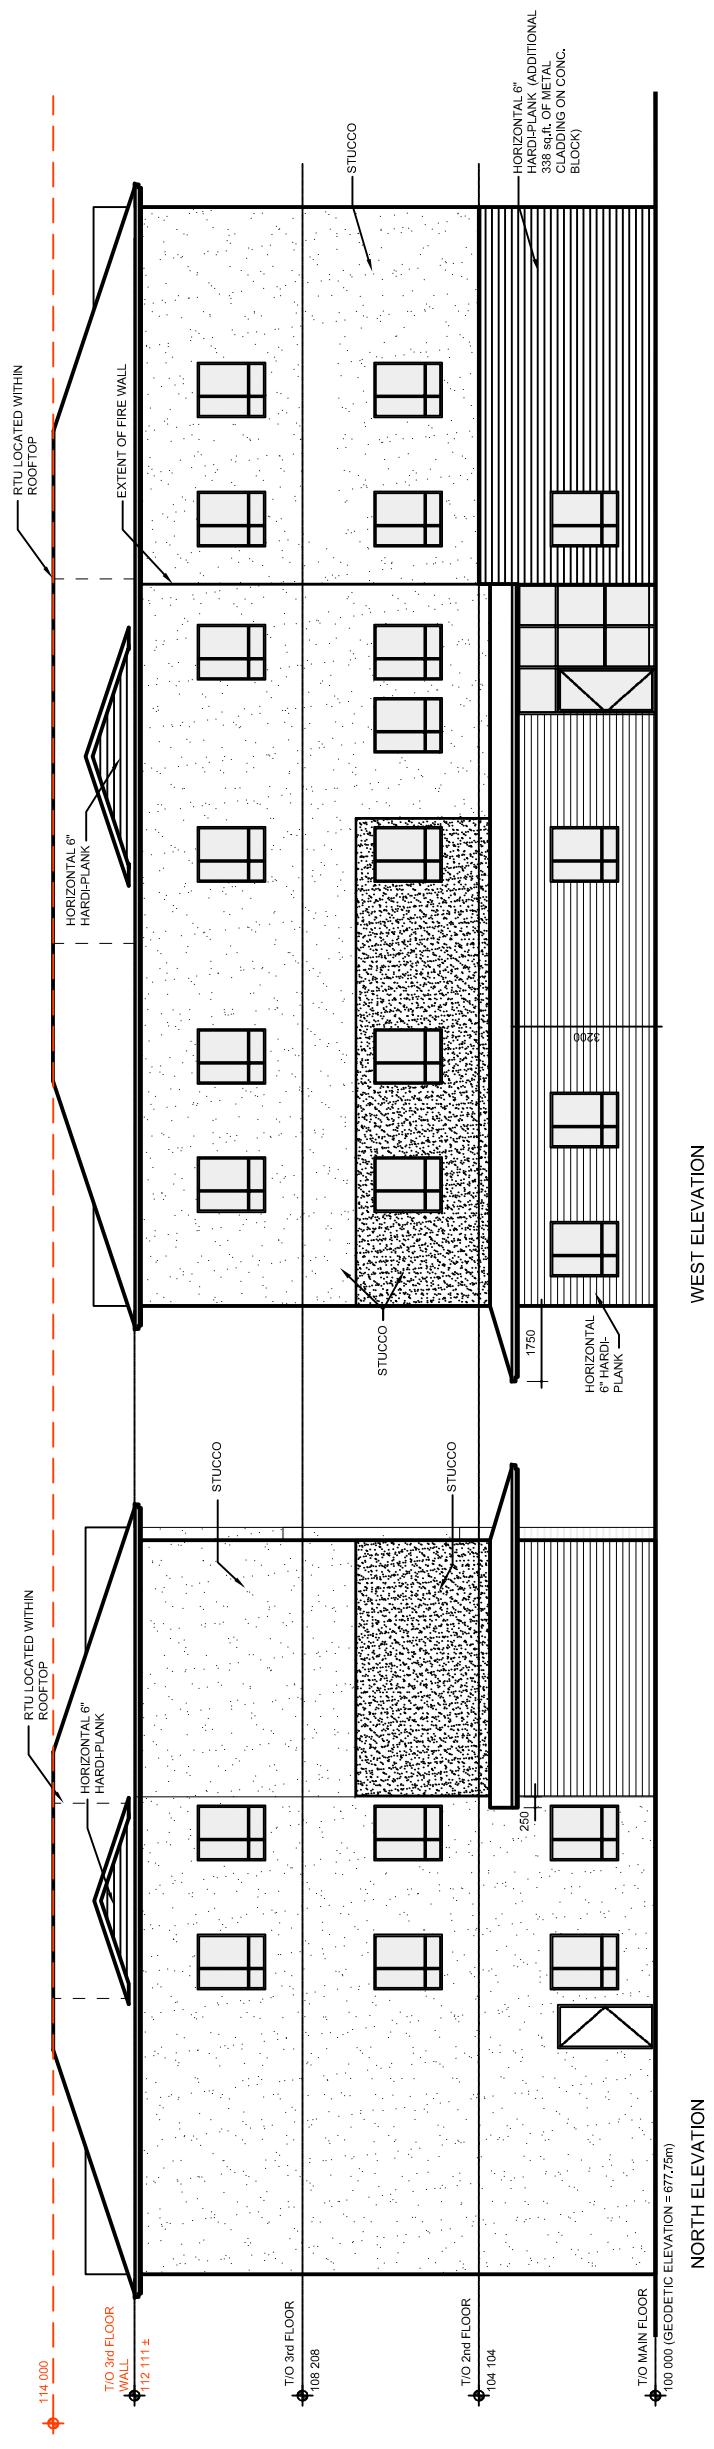 114 000
T/O 3rd FLOOR
WALL
112 111 ±
T/O 3rd FLOOR
108 208
T/O 2nd FLOOR
104 104
T/O MAIN FLOOR
100 000 (GEODETIC ELEVATION = 677.75m)
RTU LOCATED WITHIN
ROOFTOP
HORIZONTAL 6"
HARDI-PLANK
STUCCO
STUCCO
250
NORTH ELEVATION
RTU LOCATED WITHIN
ROOFTOP
HORIZONTAL 6"
HARDI-PLANK
EXTENT OF FIRE WALL
STUCCO
STUCCO
HORIZONTAL 6"
HARDI-PLANK (ADDITIONAL
338 sq.ft. OF METAL
CLADDING ON CONC.
BLOCK)
1750
3200
HORIZONTAL
6" HARDI-
PLANK
WEST ELEVATION